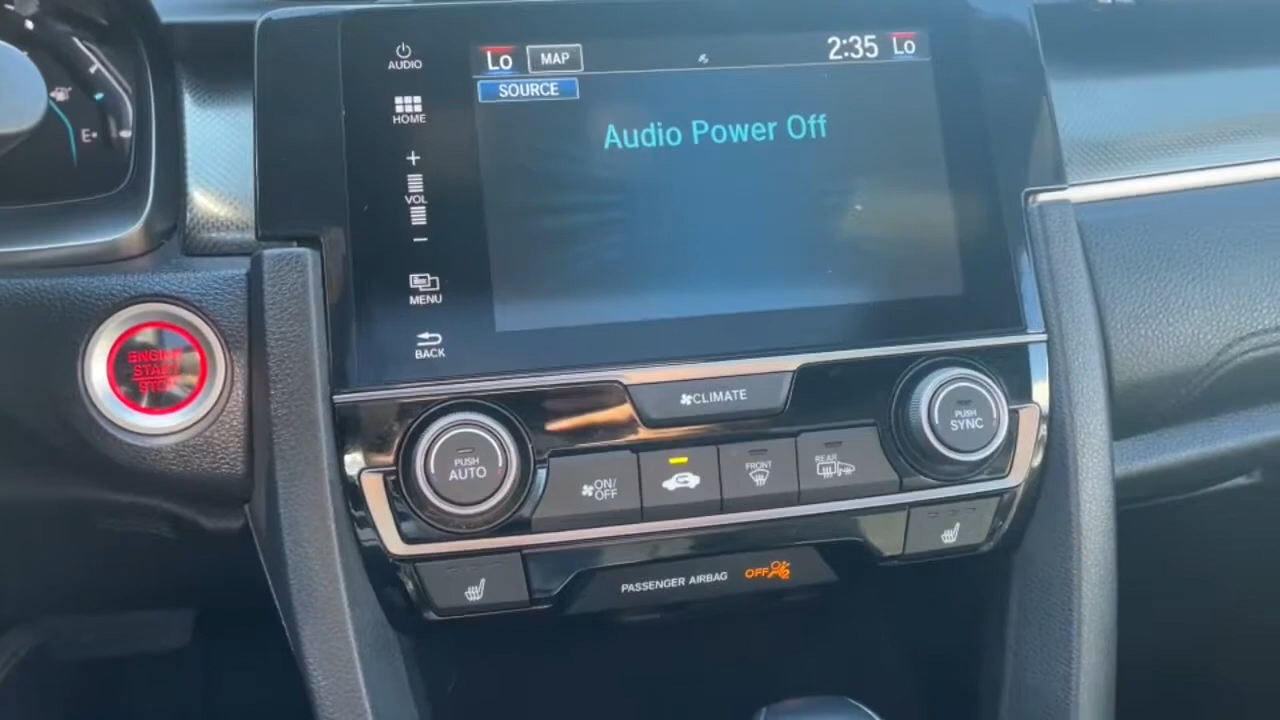 AUDIO
HOME
+
VOL
−
MENU
BACK
Lo
MAP
2:35
Lo
SOURCE
Audio Power Off
E
ENGINE
START
STOP
CLIMATE
PUSH
AUTO
ON/
OFF
FRONT
REAR
PUSH
SYNC
PASSENGER AIRBAG
OFF